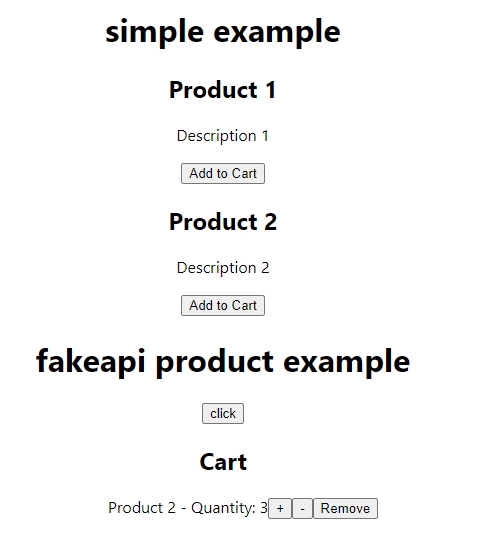 simple example
Product 1
Description 1
Add to Cart
Product 2
Description 2
Add to Cart
fakeapi product example
click
Cart
Product 2 - Quantity: 3 + - Remove